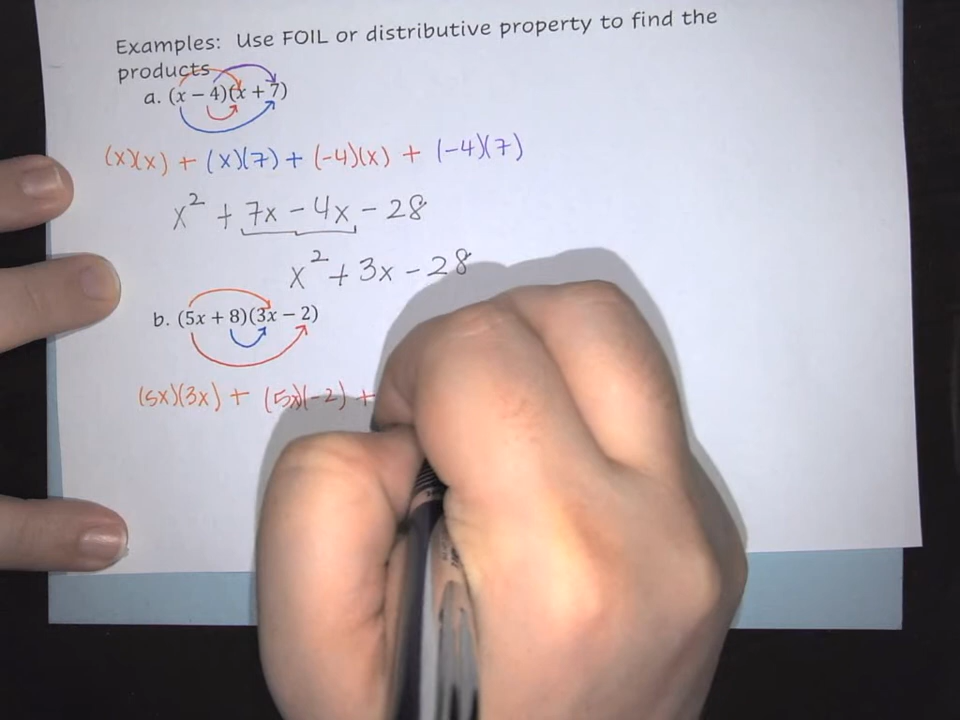 Examples: Use FOIL or distributive property to find the
products
a. (x − 4)(x + 7)
(x)(x) + (x)(7) + (-4)(x) + (-4)(7)
x² + 7x − 4x − 28
x² + 3x − 28
b. (5x + 8)(3x − 2)
(5x)(3x) + (5x)(-2) +